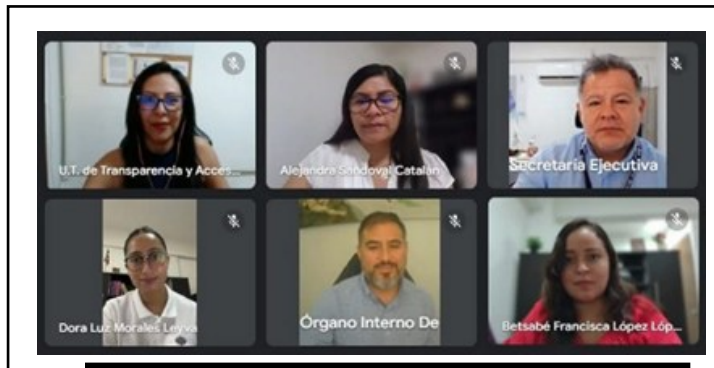 U.T. de Transparencia y Acces...
Alejandra Sandoval Catalán
Secretaría Ejecutiva
Dora Luz Morales Leyva
Órgano Interno De
Betsabé Francisca López Lóp...